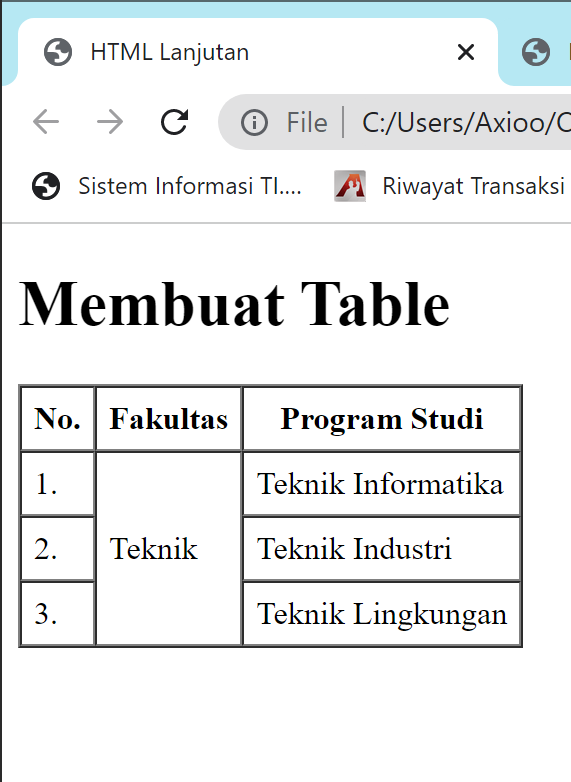 HTML Lanjutan
File C:/Users/Axioo/
Sistem Informasi TI.... Riwayat Transaksi
Membuat Table
No. Fakultas Program Studi
1. Teknik Informatika
2. Teknik Teknik Industri
3. Teknik Lingkungan